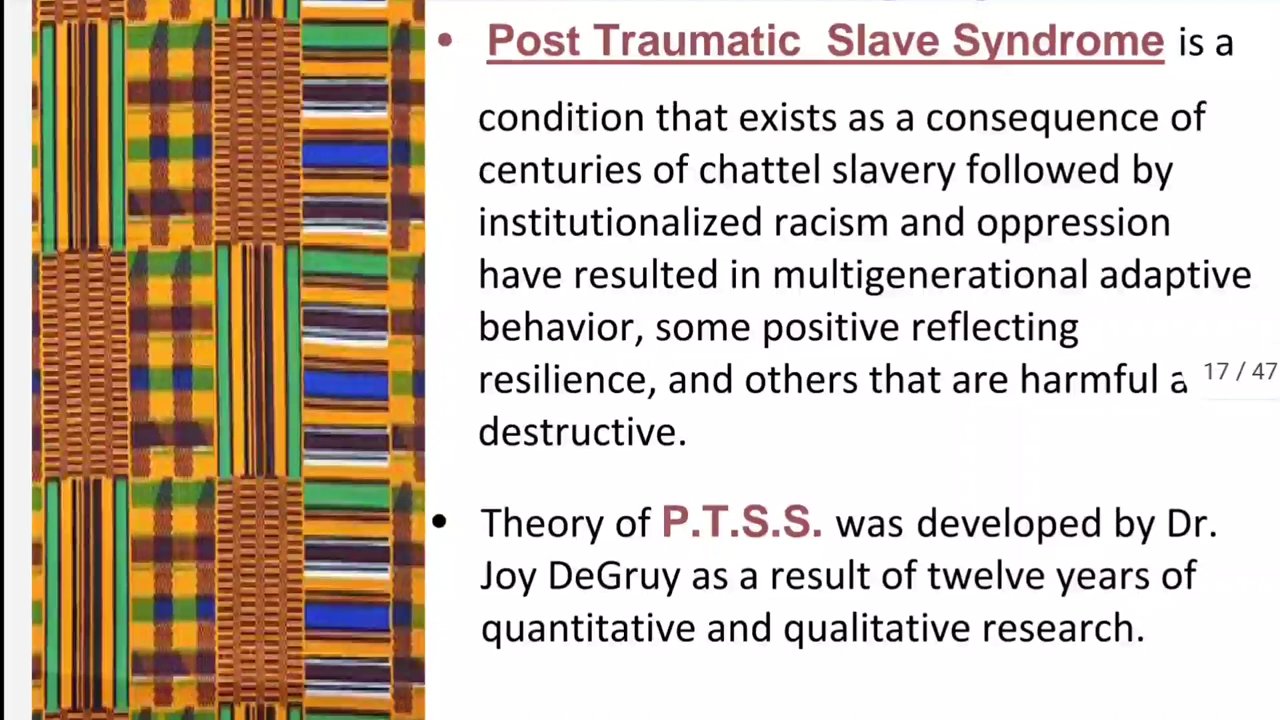 • Post Traumatic  Slave Syndrome is a
condition that exists as a consequence of
centuries of chattel slavery followed by
institutionalized racism and oppression
have resulted in multigenerational adaptive
behavior, some positive reflecting
resilience, and others that are harmful
17 / 47
destructive.
• Theory of P.T.S.S. was developed by Dr.
Joy DeGruy as a result of twelve years of
quantitative and qualitative research.